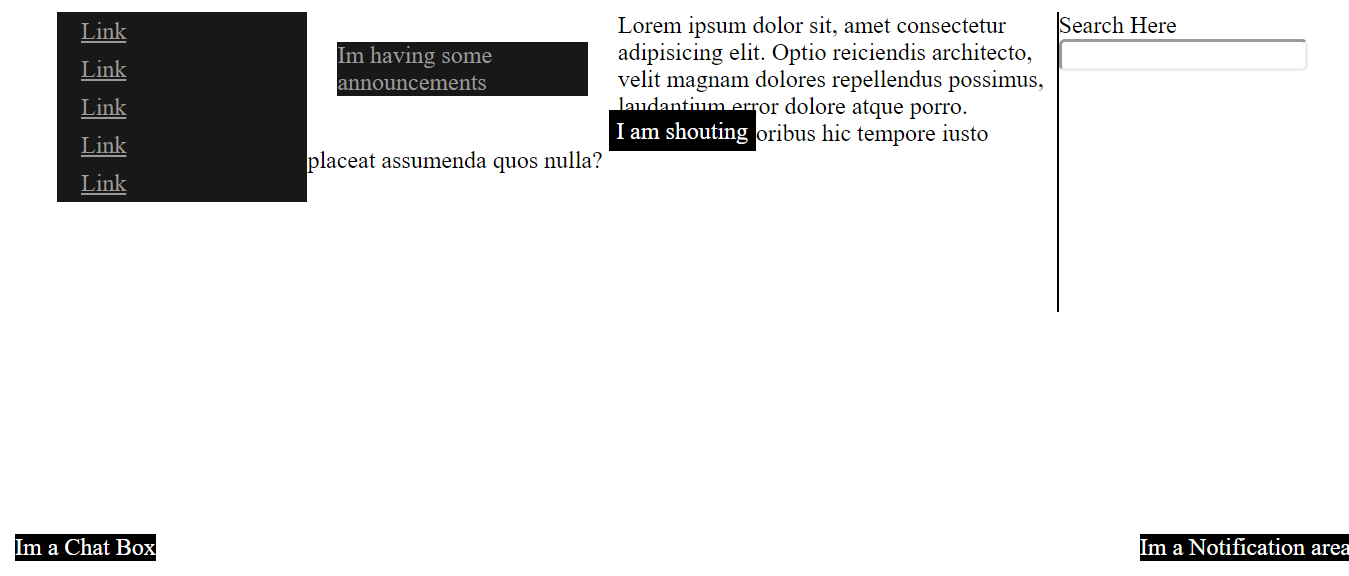 Link
Link
Link
Link
Link
Im having some
announcements
Lorem ipsum dolor sit, amet consectetur
adipisicing elit. Optio reiciendis architecto,
velit magnam dolores repellendus possimus,
laudantium error dolore atque porro.
I am shouting
oribus hic tempore iusto
placeat assumenda quos nulla?
Search Here
Im a Chat Box
Im a Notification area